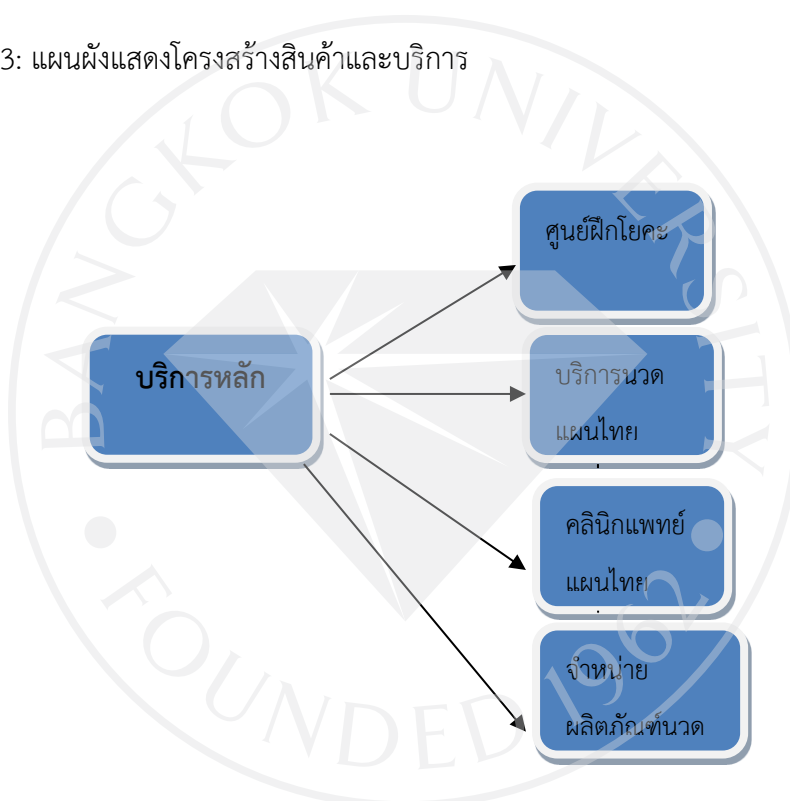 3: แผนผังแสดงโครงสร้างสินค้าและบริการ
ศูนย์ฝึกโยคะ
บริการหลัก
บริการนวด
แผนไทย
คลินิกแพทย์
แผนไทย
จำหน่าย
ผลิตภัณฑ์นวด
BANGKOK UNIVERSITY
FOUNDED 1962